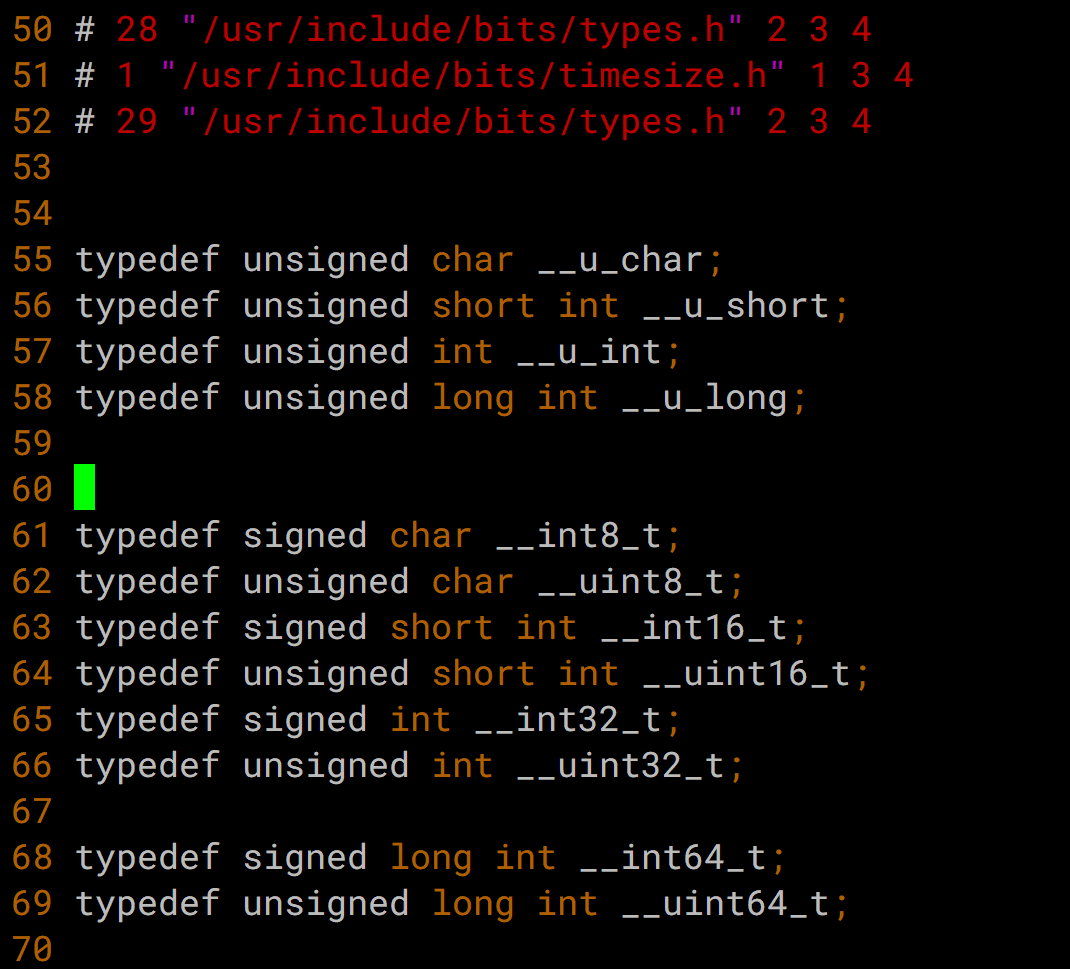 50 # 28 "/usr/include/bits/types.h" 2 3 4
51 # 1 "/usr/include/bits/timesize.h" 1 3 4
52 # 29 "/usr/include/bits/types.h" 2 3 4
53
54
55 typedef unsigned char __u_char;
56 typedef unsigned short int __u_short;
57 typedef unsigned int __u_int;
58 typedef unsigned long int __u_long;
59
60
61 typedef signed char __int8_t;
62 typedef unsigned char __uint8_t;
63 typedef signed short int __int16_t;
64 typedef unsigned short int __uint16_t;
65 typedef signed int __int32_t;
66 typedef unsigned int __uint32_t;
67
68 typedef signed long int __int64_t;
69 typedef unsigned long int __uint64_t;
70